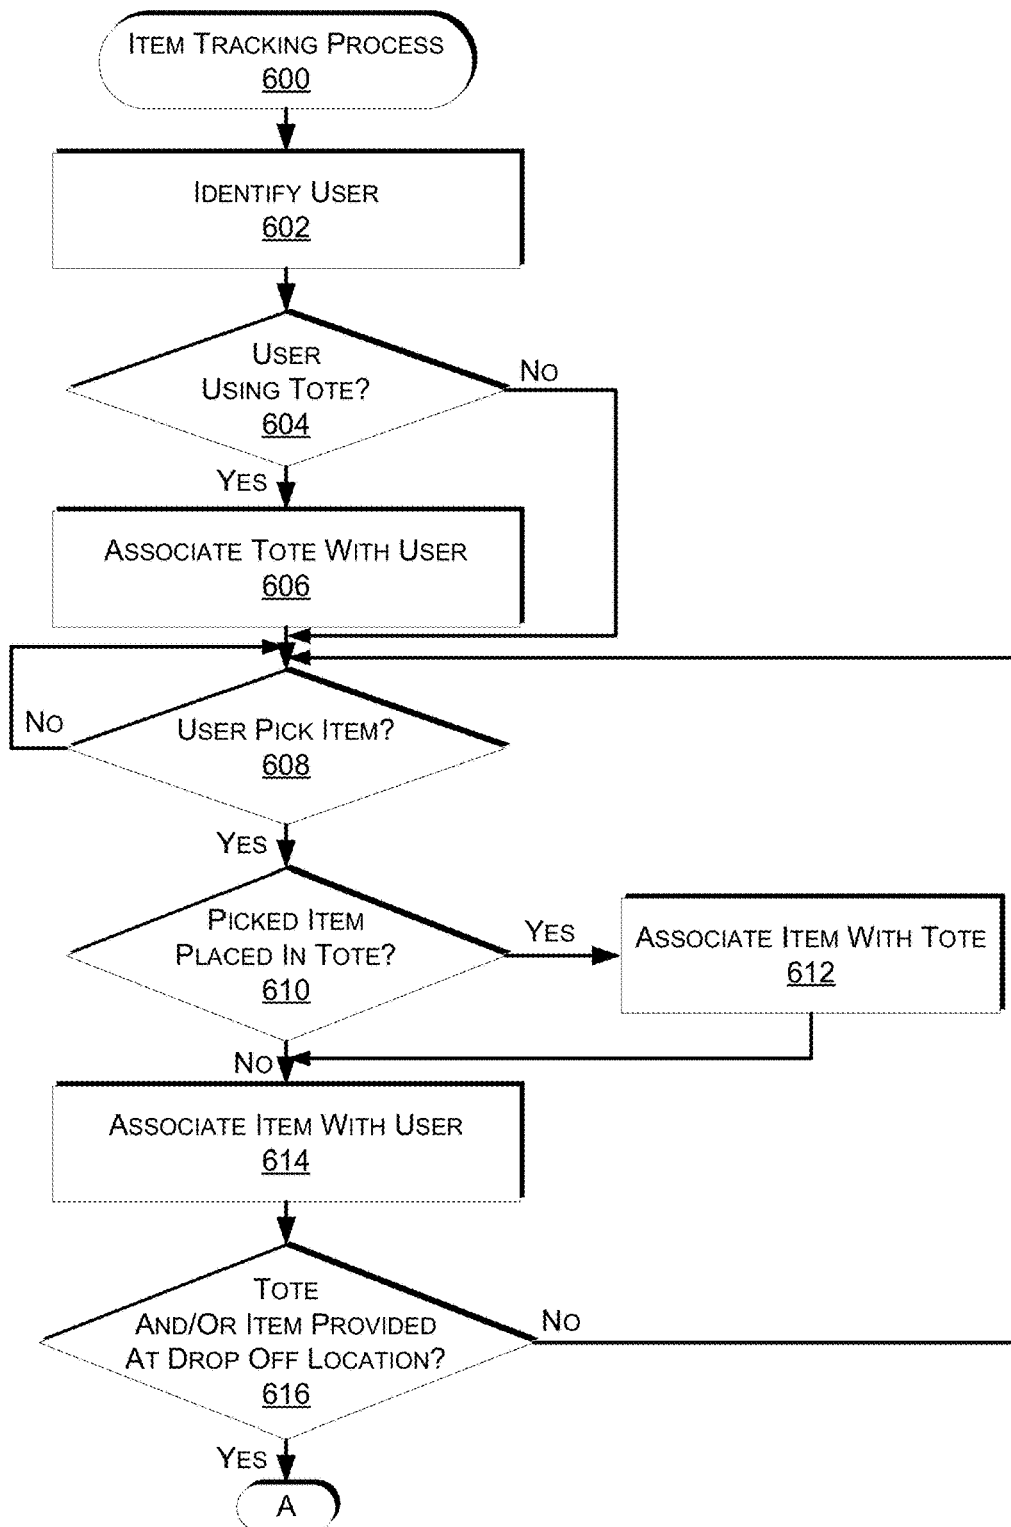 ITEM TRACKING PROCESS
600
IDENTIFY USER
602
USER
USING TOTE?
604
NO
YES
ASSOCIATE TOTE WITH USER
606
NO
USER PICK ITEM?
608
YES
PICKED ITEM
PLACED IN TOTE?
610
YES
ASSOCIATE ITEM WITH TOTE
612
NO
ASSOCIATE ITEM WITH USER
614
TOTE
AND/OR ITEM PROVIDED
AT DROP OFF LOCATION?
616
NO
YES
A